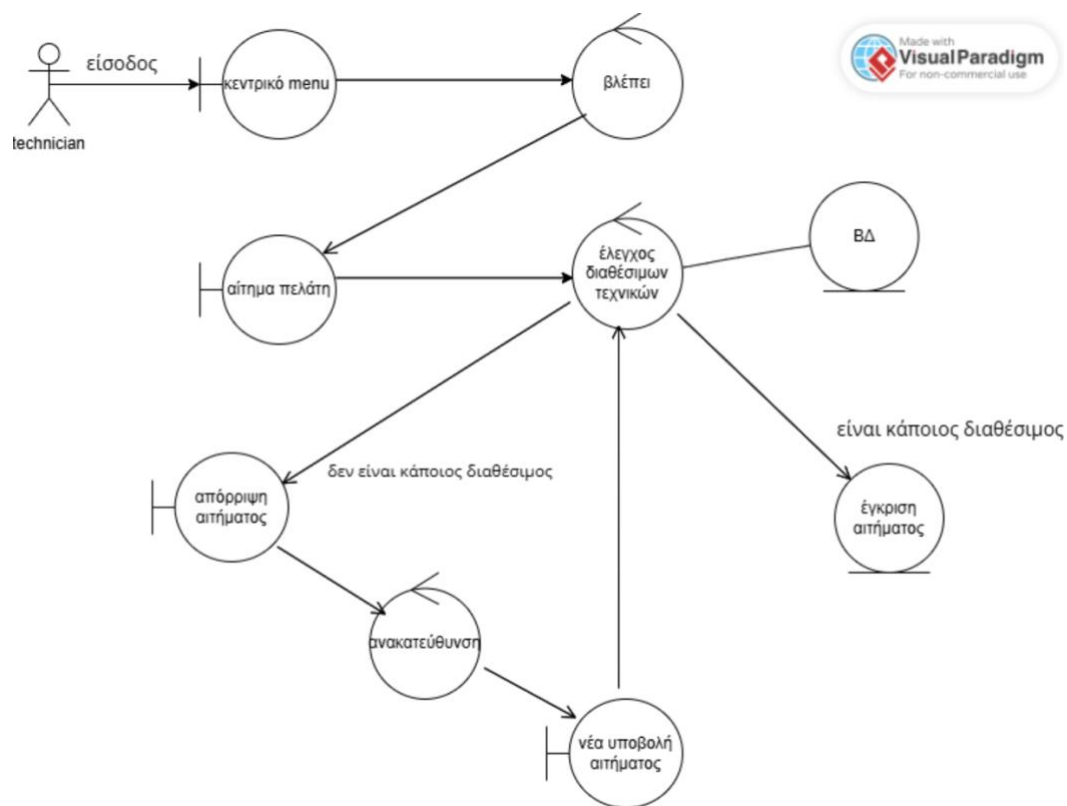 είσοδος
technician
κεντρικό menu
βλέπει
Made with
Visual Paradigm
For non-commercial use
αίτημα πελάτη
έλεγχος
διαθέσιμων
τεχνικών
ΒΔ
δεν είναι κάποιος διαθέσιμος
είναι κάποιος διαθέσιμος
απόρριψη
αιτήματος
έγκριση
αιτήματος
ανακατεύθυνση
νέα υποβολή
αιτήματος